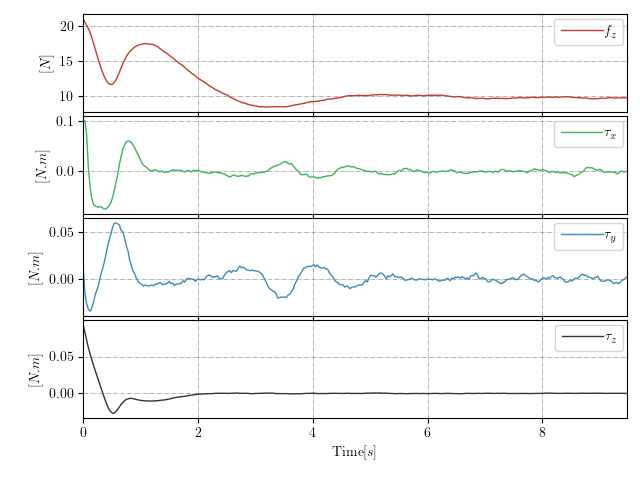 20
15
10
[N]
f_z
0.1
0.0
[N.m]
τ_x
0.05
0.00
[N.m]
τ_y
0.05
0.00
[N.m]
τ_z
0 2 4 6 8
Time[s]